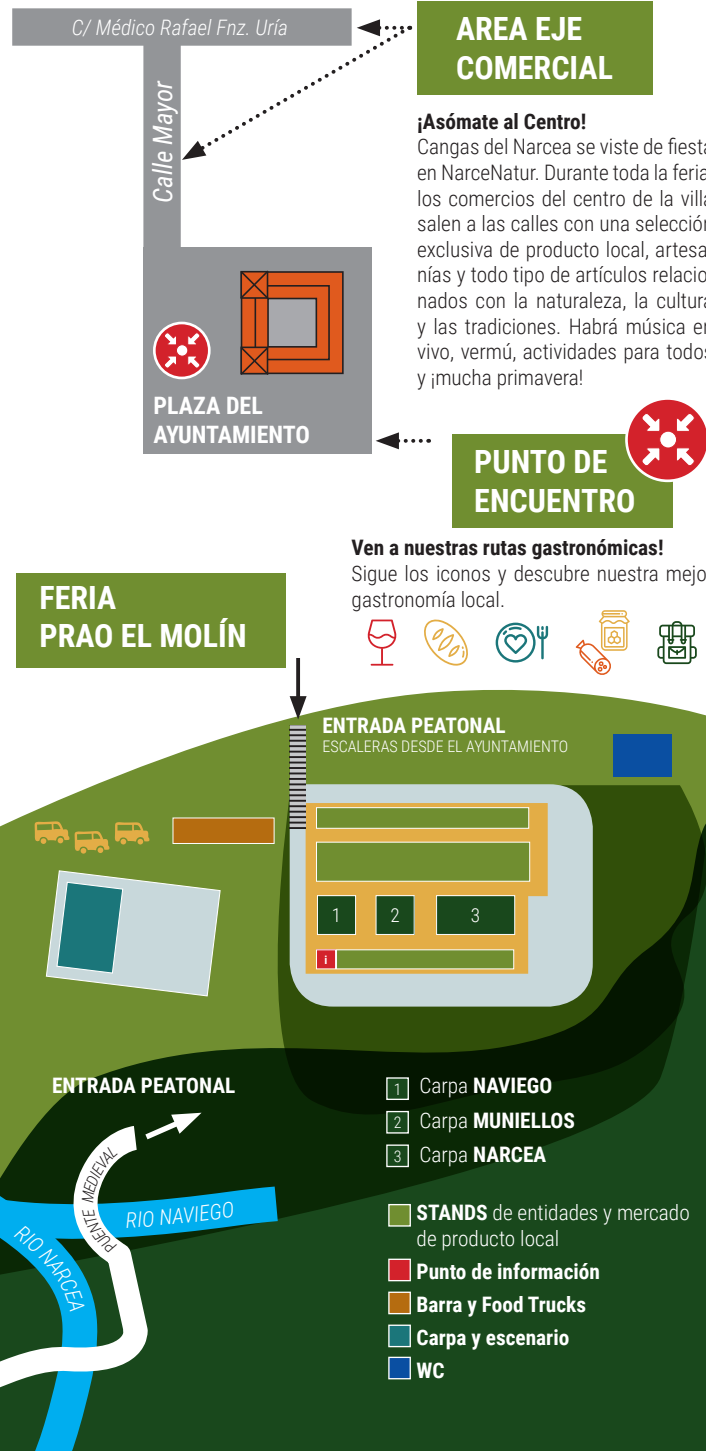 C/ Médico Rafael Fnz. Uría
Calle Mayor
AREA EJE
COMERCIAL
¡Asómate al Centro!
Cangas del Narcea se viste de fiesta
en NarceNatur. Durante toda la feria
los comercios del centro de la villa
salen a las calles con una selección
exclusiva de producto local, artesa
nías y todo tipo de artículos relacio
nados con la naturaleza, la cultura
y las tradiciones. Habrá música en
vivo, vermú, actividades para todos
y ¡mucha primavera!
PLAZA DEL
AYUNTAMIENTO
PUNTO DE
ENCUENTRO
Ven a nuestras rutas gastronómicas!
Sigue los iconos y descubre nuestra mejo
gastronomía local.
FERIA
PRAO EL MOLÍN
ENTRADA PEATONAL
ESCALERAS DESDE EL AYUNTAMIENTO
1 2 3
i
ENTRADA PEATONAL
PUENTE MEDIEVAL
RIO NAVIEGO
RIO NARCEA
1 Carpa NAVIEGO
2 Carpa MUNIELLOS
3 Carpa NARCEA
STANDS de entidades y mercado
de producto local
Punto de información
Barra y Food Trucks
Carpa y escenario
WC